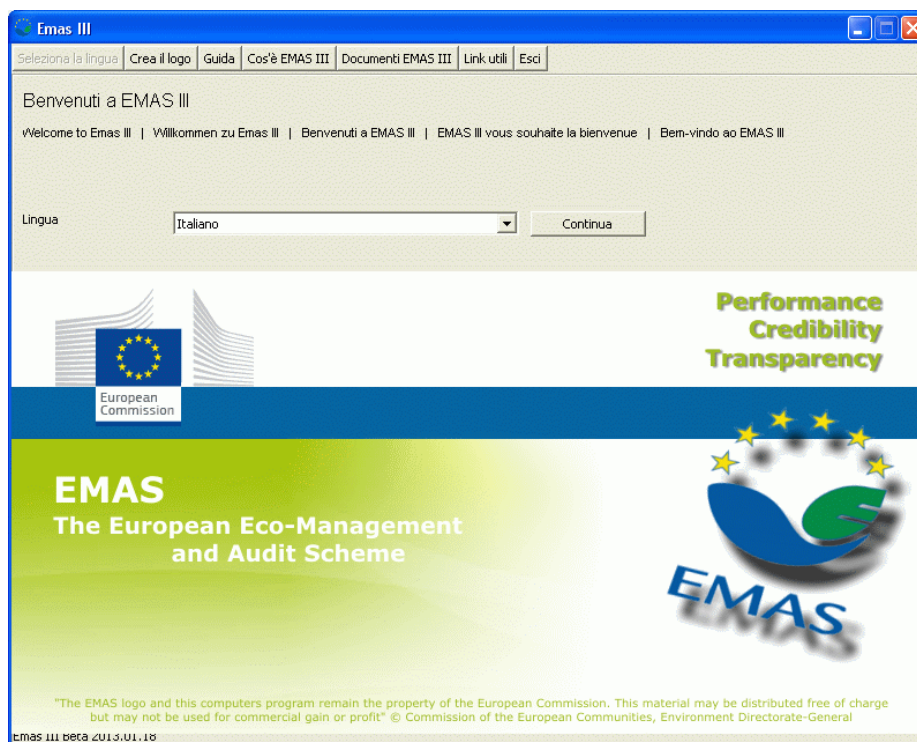 Emas III
Seleziona la lingua Crea il logo Guida Cos'è EMAS III Documenti EMAS III Link utili Esci
Benvenuti a EMAS III
Welcome to Emas III | Willkommen zu Emas III | Benvenuti a EMAS III | EMAS III vous souhaite la bienvenue | Bem-vindo ao EMAS III
Lingua Italiano Continua
Performance
Credibility
Transparency
European
Commission
EMAS
The European Eco-Management
and Audit Scheme
EMAS
"The EMAS logo and this computers program remain the property of the European Commission. This material may be distributed free of charge
but may not be used for commercial gain or profit" © Commission of the European Communities, Environment Directorate-General
Emas III Beta 2013.01.18